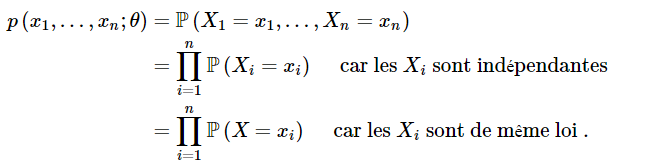 p (x₁, . . . , xₙ; θ) = ℙ (X₁ = x₁, . . . , Xₙ = xₙ)
= ∏ᵢ₌₁ⁿ ℙ (Xᵢ = xᵢ) car les Xᵢ sont indépendantes
= ∏ᵢ₌₁ⁿ ℙ (X = xᵢ) car les Xᵢ sont de même loi .